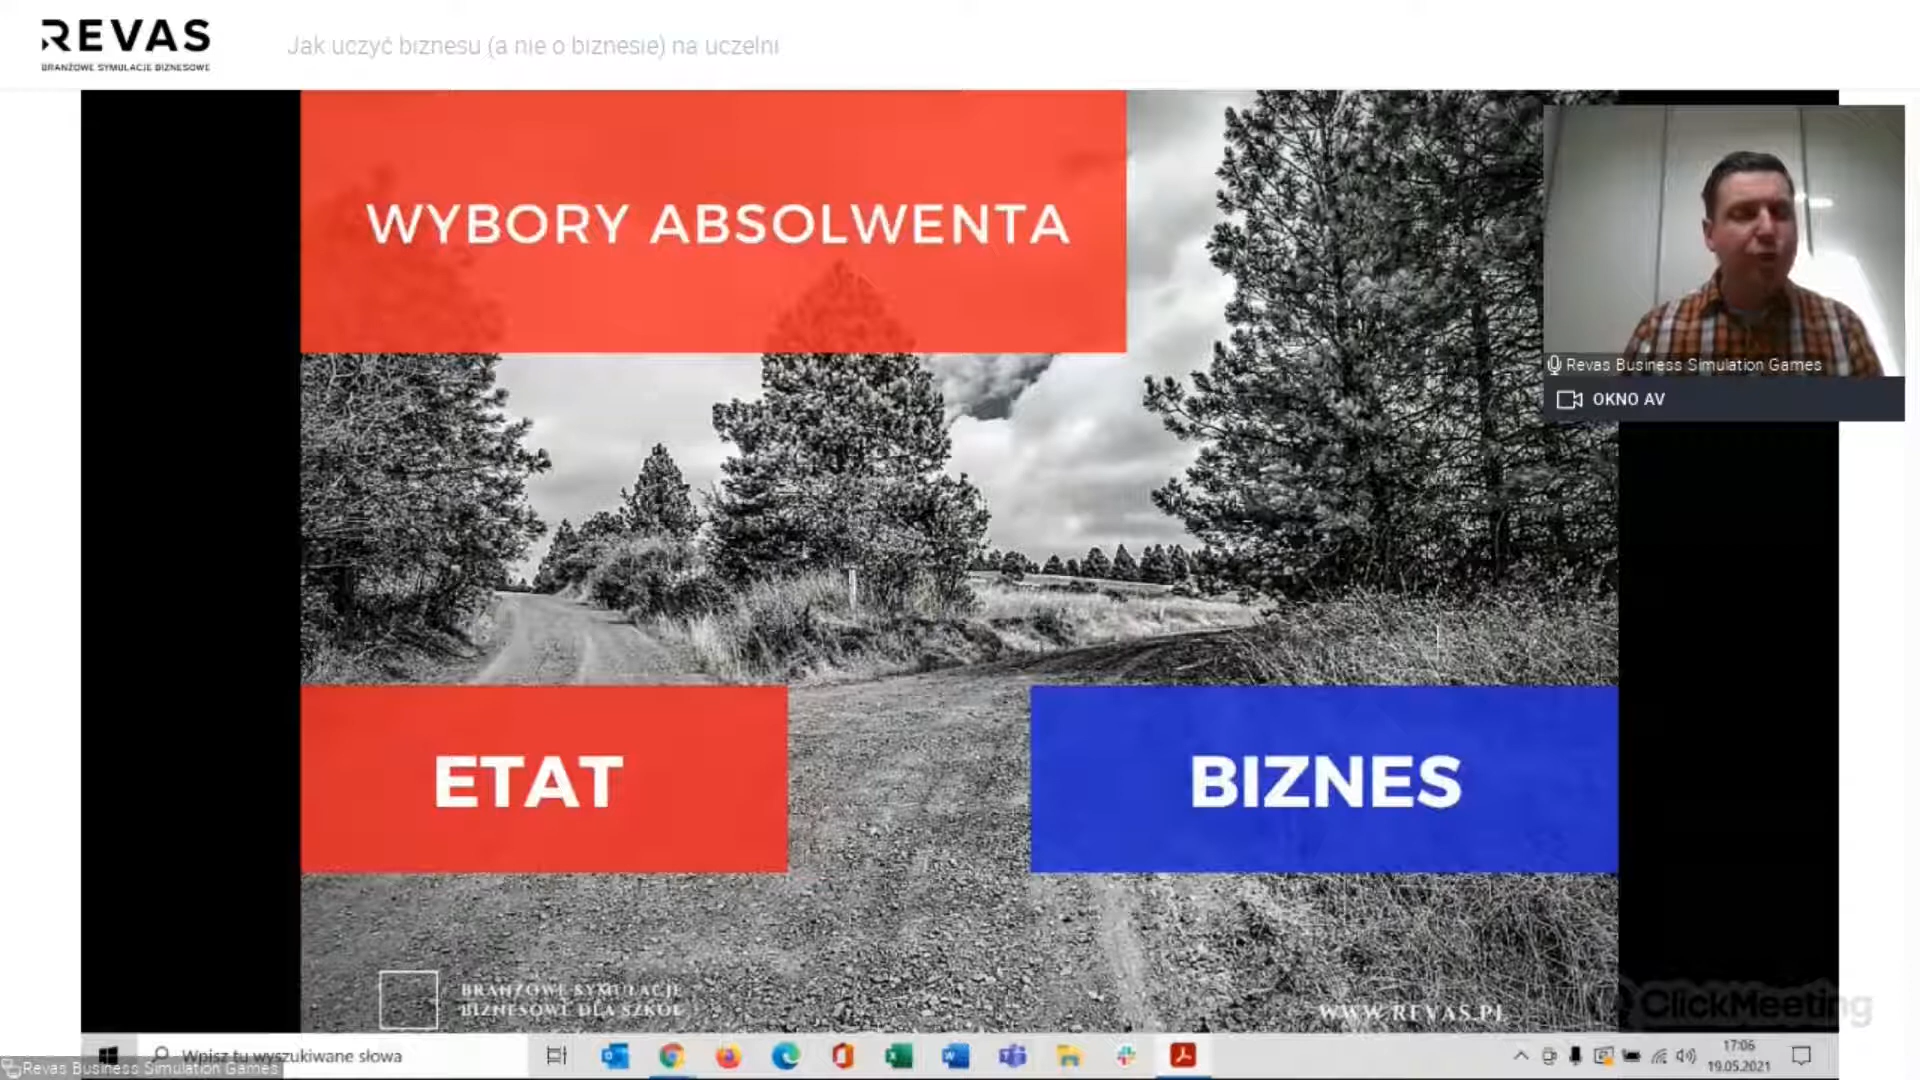 REVAS
BRANŻOWE SYMULACJE BIZNESOWE
Jak uczyć biznesu (a nie o biznesie) na uczelni
WYBORY ABSOLWENTA
Revas Business Simulation Games
OKNO AV
ETAT
BIZNES
BRANŻOWE SYMULACJE
BIZNESOWE DLA SZKÓŁ
WWW.REVAS.PL
ClickMeeting
Wpisz tu wyszukiwane słowa
17:06
19.05.2021
Revas Business Simulation Games